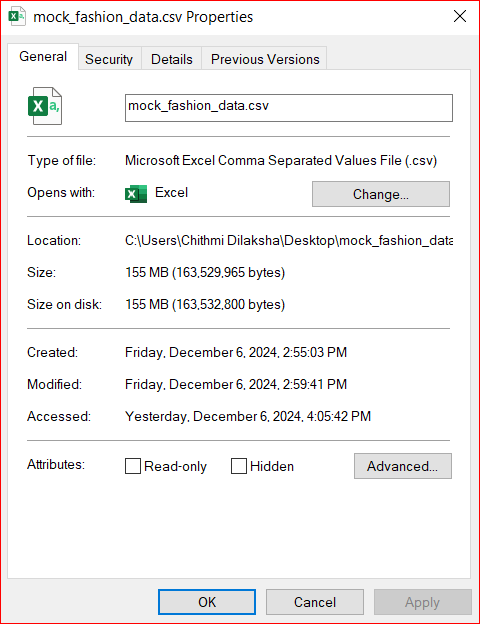 mock_fashion_data.csv Properties
General Security Details Previous Versions
mock_fashion_data.csv
Type of file: Microsoft Excel Comma Separated Values File (.csv)
Opens with: Excel Change...
Location: C:\Users\Chithmi Dilaksha\Desktop\mock_fashion_data
Size: 155 MB (163,529,965 bytes)
Size on disk: 155 MB (163,532,800 bytes)
Created: Friday, December 6, 2024, 2:55:03 PM
Modified: Friday, December 6, 2024, 2:59:41 PM
Accessed: Yesterday, December 6, 2024, 4:05:42 PM
Attributes: Read-only Hidden Advanced...
OK Cancel Apply